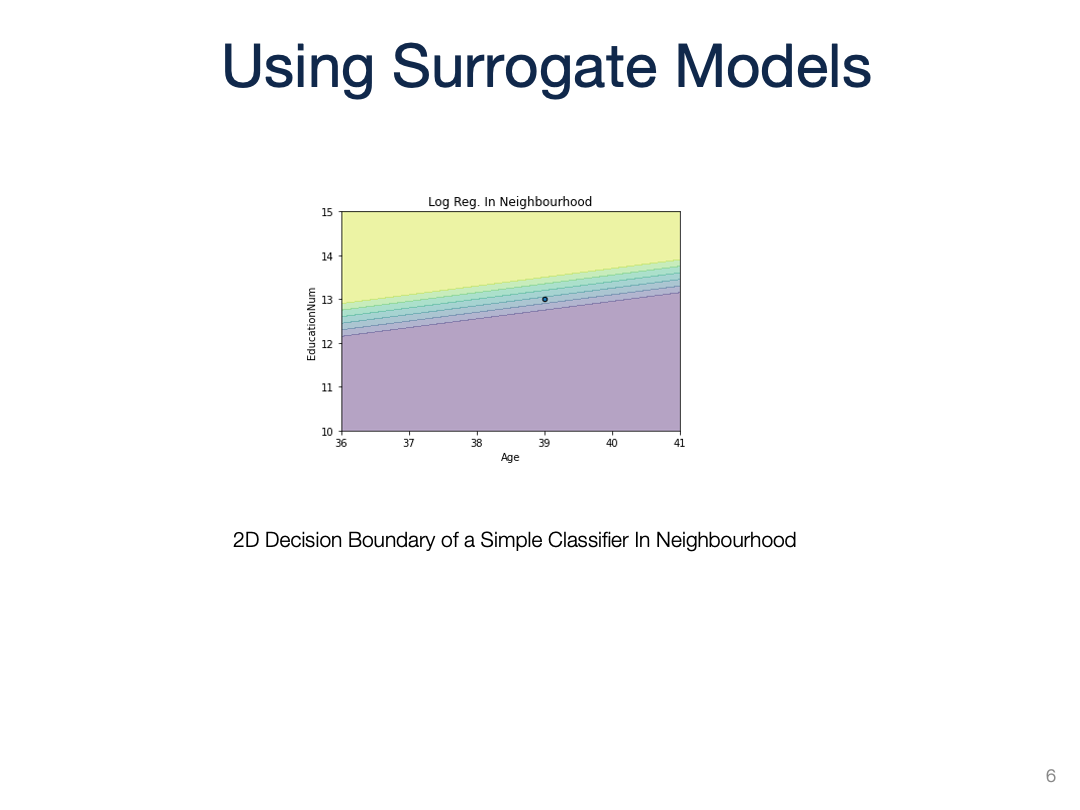 Using Surrogate Models
Log Reg. In Neighbourhood
15
14
13
12
11
10
EducationNum
36 37 38 39 40 41
Age
2D Decision Boundary of a Simple Classifier In Neighbourhood
6